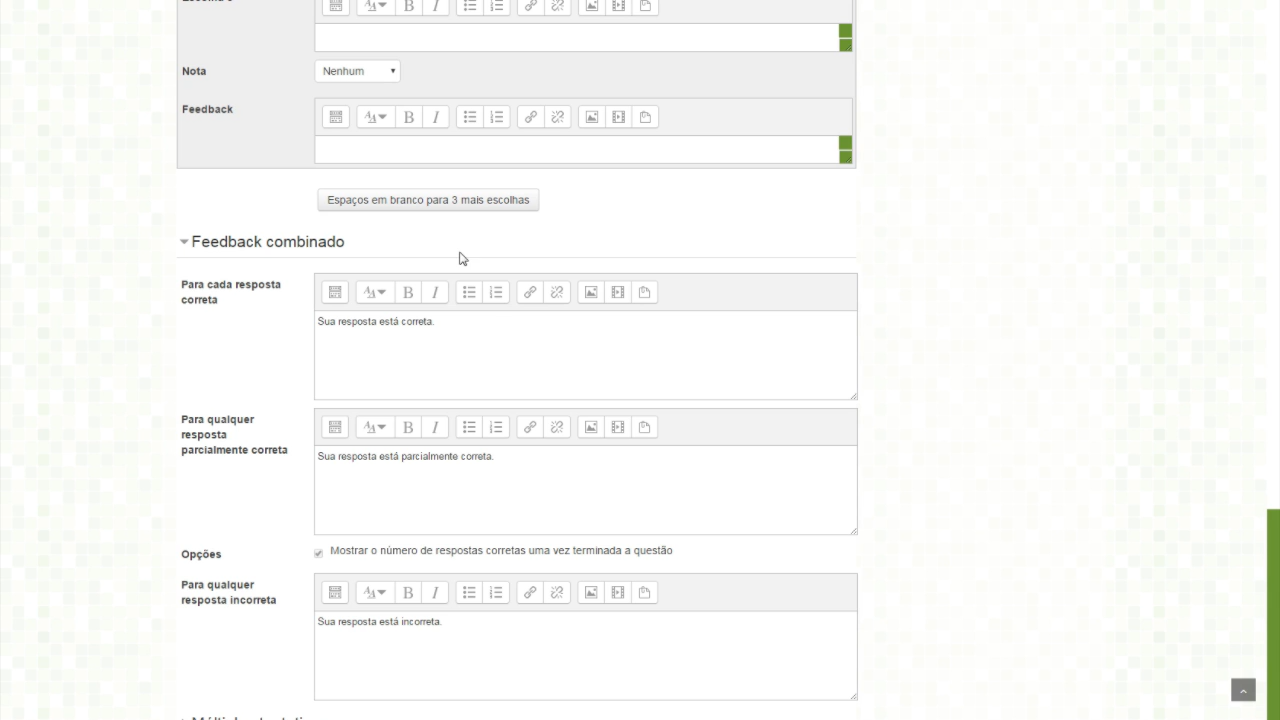 Nota
Nenhum
Feedback
Espaços em branco para 3 mais escolhas
Feedback combinado
Para cada resposta
correta
Sua resposta está correta.
Para qualquer
resposta
parcialmente correta
Sua resposta está parcialmente correta.
Opções
Mostrar o número de respostas corretas uma vez terminada a questão
Para qualquer
resposta incorreta
Sua resposta está incorreta.